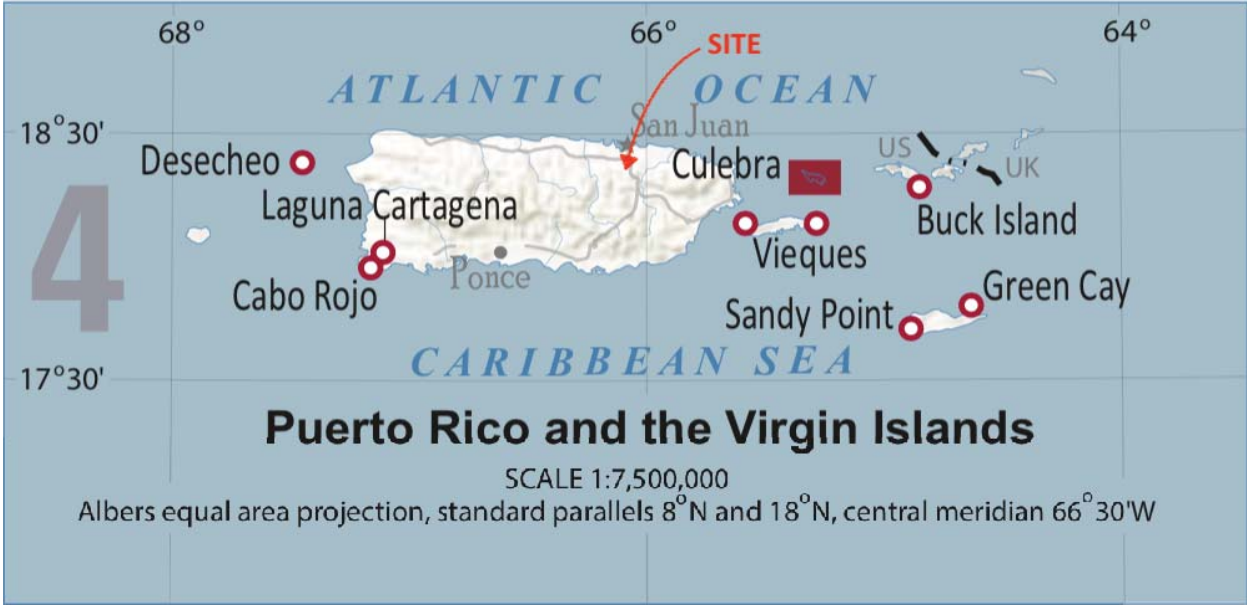 68°
66°
64°
SITE
ATLANTIC OCEAN
San Juan
18°30'
Desecheo
Culebra
US
UK
Laguna Cartagena
Buck Island
4
Vieques
Ponce
Cabo Rojo
Green Cay
Sandy Point
CARIBBEAN SEA
17°30'
Puerto Rico and the Virgin Islands
SCALE 1:7,500,000
Albers equal area projection, standard parallels 8°N and 18°N, central meridian 66°30'W